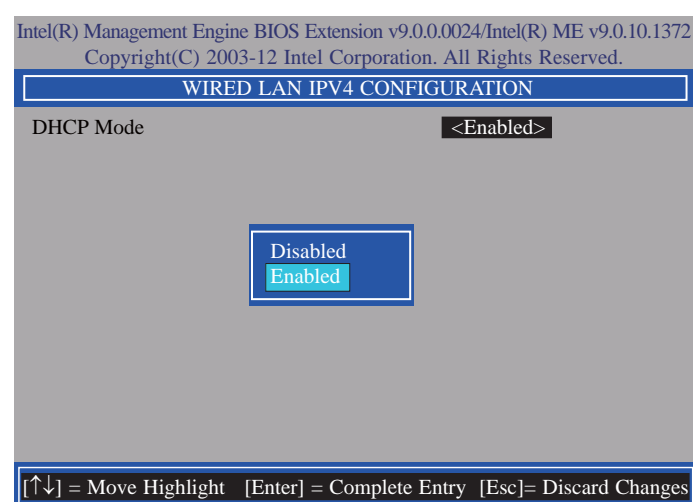 Intel(R) Management Engine BIOS Extension v9.0.0.0024/Intel(R) ME v9.0.10.1372
Copyright(C) 2003-12 Intel Corporation. All Rights Reserved.
WIRED LAN IPV4 CONFIGURATION
DHCP Mode <Enabled>
Disabled
Enabled
[↑↓] = Move Highlight [Enter] = Complete Entry [Esc]= Discard Changes